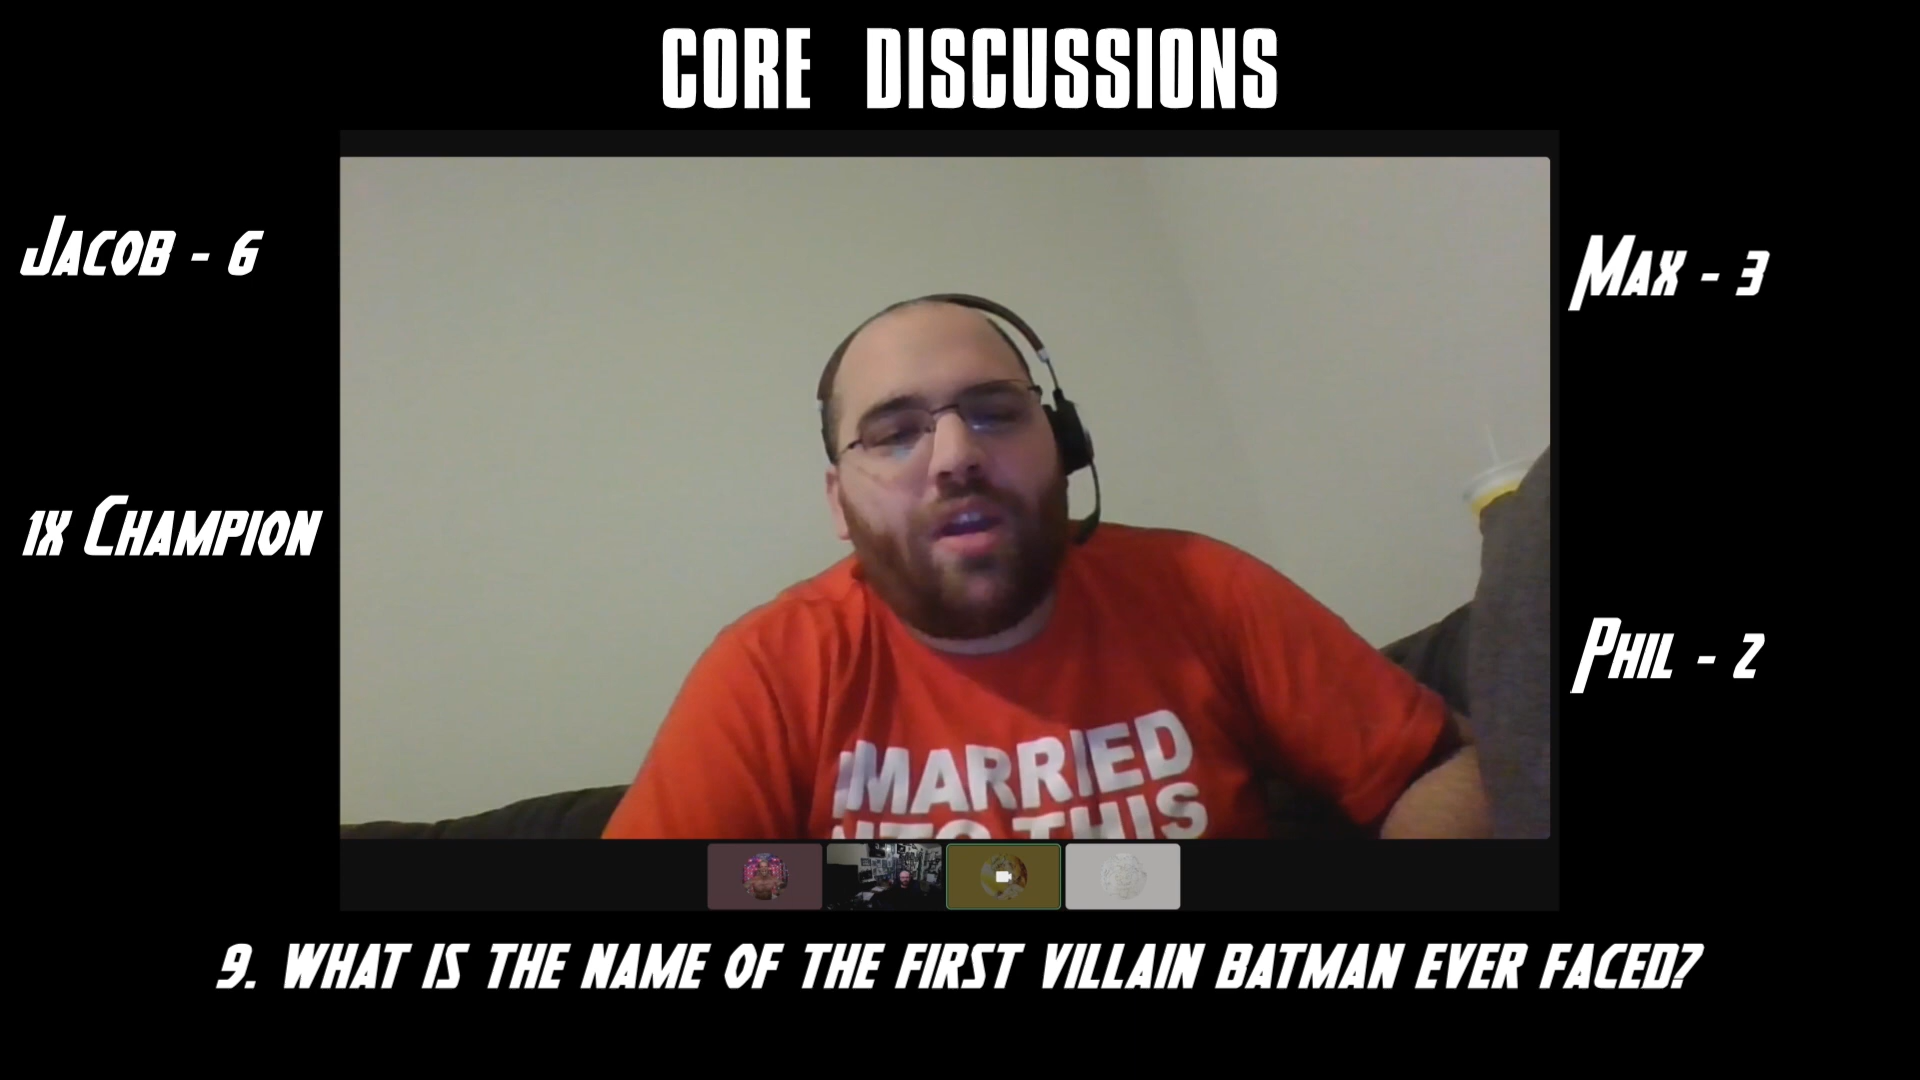 CORE DISCUSSIONS
JACOB - 6
MAX - 3
1X CHAMPION
PHIL - 2
MARRIED
THIS
9. WHAT IS THE NAME OF THE FIRST VILLAIN BATMAN EVER FACED?